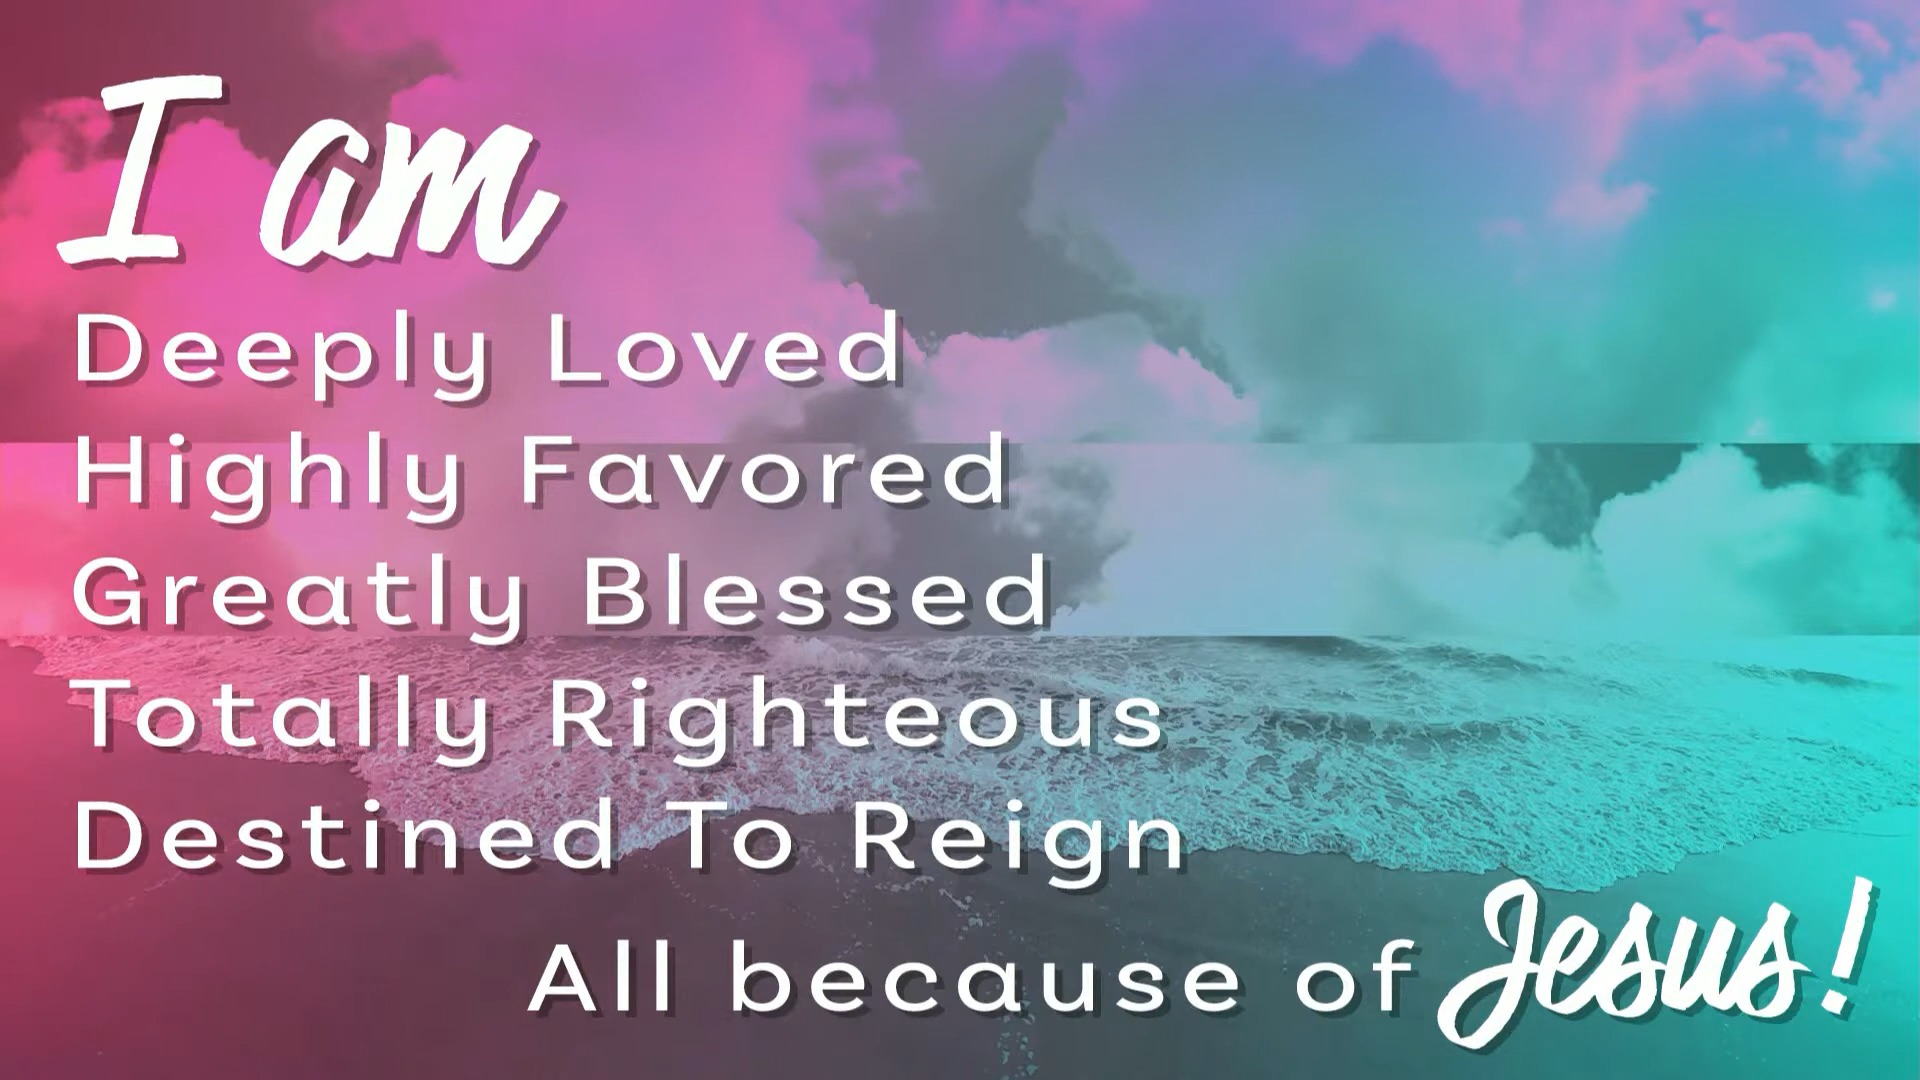 I am
Deeply Loved
Highly Favored
Greatly Blessed
Totally Righteous
Destined To Reign
All because of Jesus!